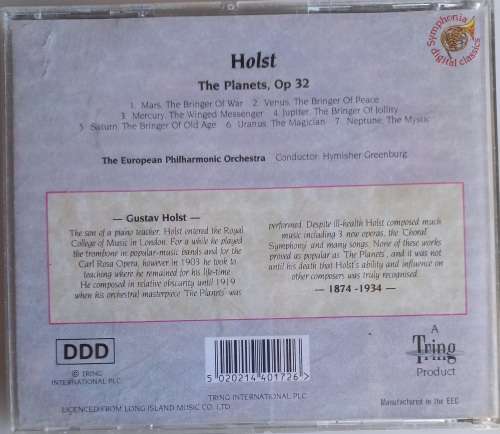 Symphonia
digital classics
Holst
The Planets, Op 32
1. Mars, The Bringer Of War 2. Venus, The Bringer Of Peace
3. Mercury, The Winged Messenger 4. Jupiter, The Bringer Of Jollity
5. Saturn, The Bringer Of Old Age 6. Uranus, The Magician 7. Neptune, The Mystic
The European Philharmonic Orchestra Conductor: Hymisher Greenburg
— Gustav Holst —
The son of a piano teacher, Holst entered the Royal
College of Music in London. For a while he played
the trombone in popular-music bands and for the
Carl Rosa Opera, however in 1903 he took to
teaching where he remained for his life-time.
He composed in relative obscurity until 1919
when his orchestral masterpiece 'The Planets' was
performed. Despite ill-health Holst composed much
music including 3 new operas, the 'Choral
Symphony' and many songs. None of these works
proved as popular as 'The Planets', and it was not
until his death that Holst's ability and influence on
other composers was truly recognised.
— 1874 -1934 —
DDD
© TRING
INTERNATIONAL PLC
LICENCED FROM LONG ISLAND MUSIC CO. LTD.
5 020214 401726 >
TRING INTERNATIONAL PLC
A
Tring
Product
Manufactured in the EEC